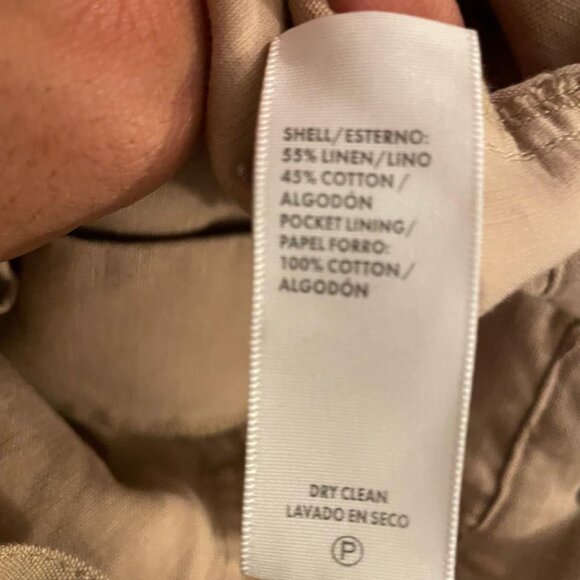 SHELL/ESTERNO:
55% LINEN/LINO
45% COTTON/
ALGODÓN
POCKET LINING/
PAPEL FORRO:
100% COTTON/
ALGODÓN
DRY CLEAN
LAVADO EN SECO
P